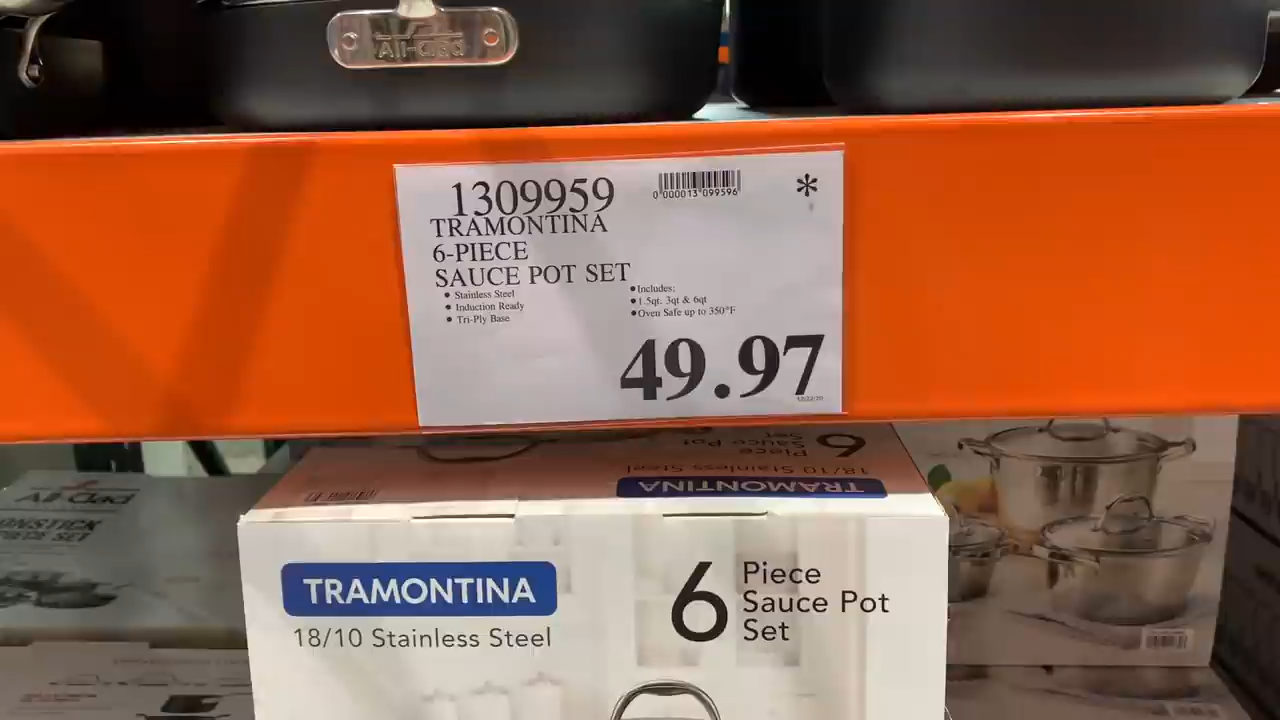 All-Clad
1309959
0 000013 099596
*
TRAMONTINA
6-PIECE
SAUCE POT SET
• Stainless Steel
• Induction Ready
• Tri-Ply Base
• Includes:
• 1.5qt, 3qt & 6qt
• Oven Safe up to 350°F
49.97
6 Piece
Sauce Pot
Set
18/10 Stainless Steel
TRAMONTINA
All-Clad
TRAMONTINA
18/10 Stainless Steel
6 Piece
Sauce Pot
Set